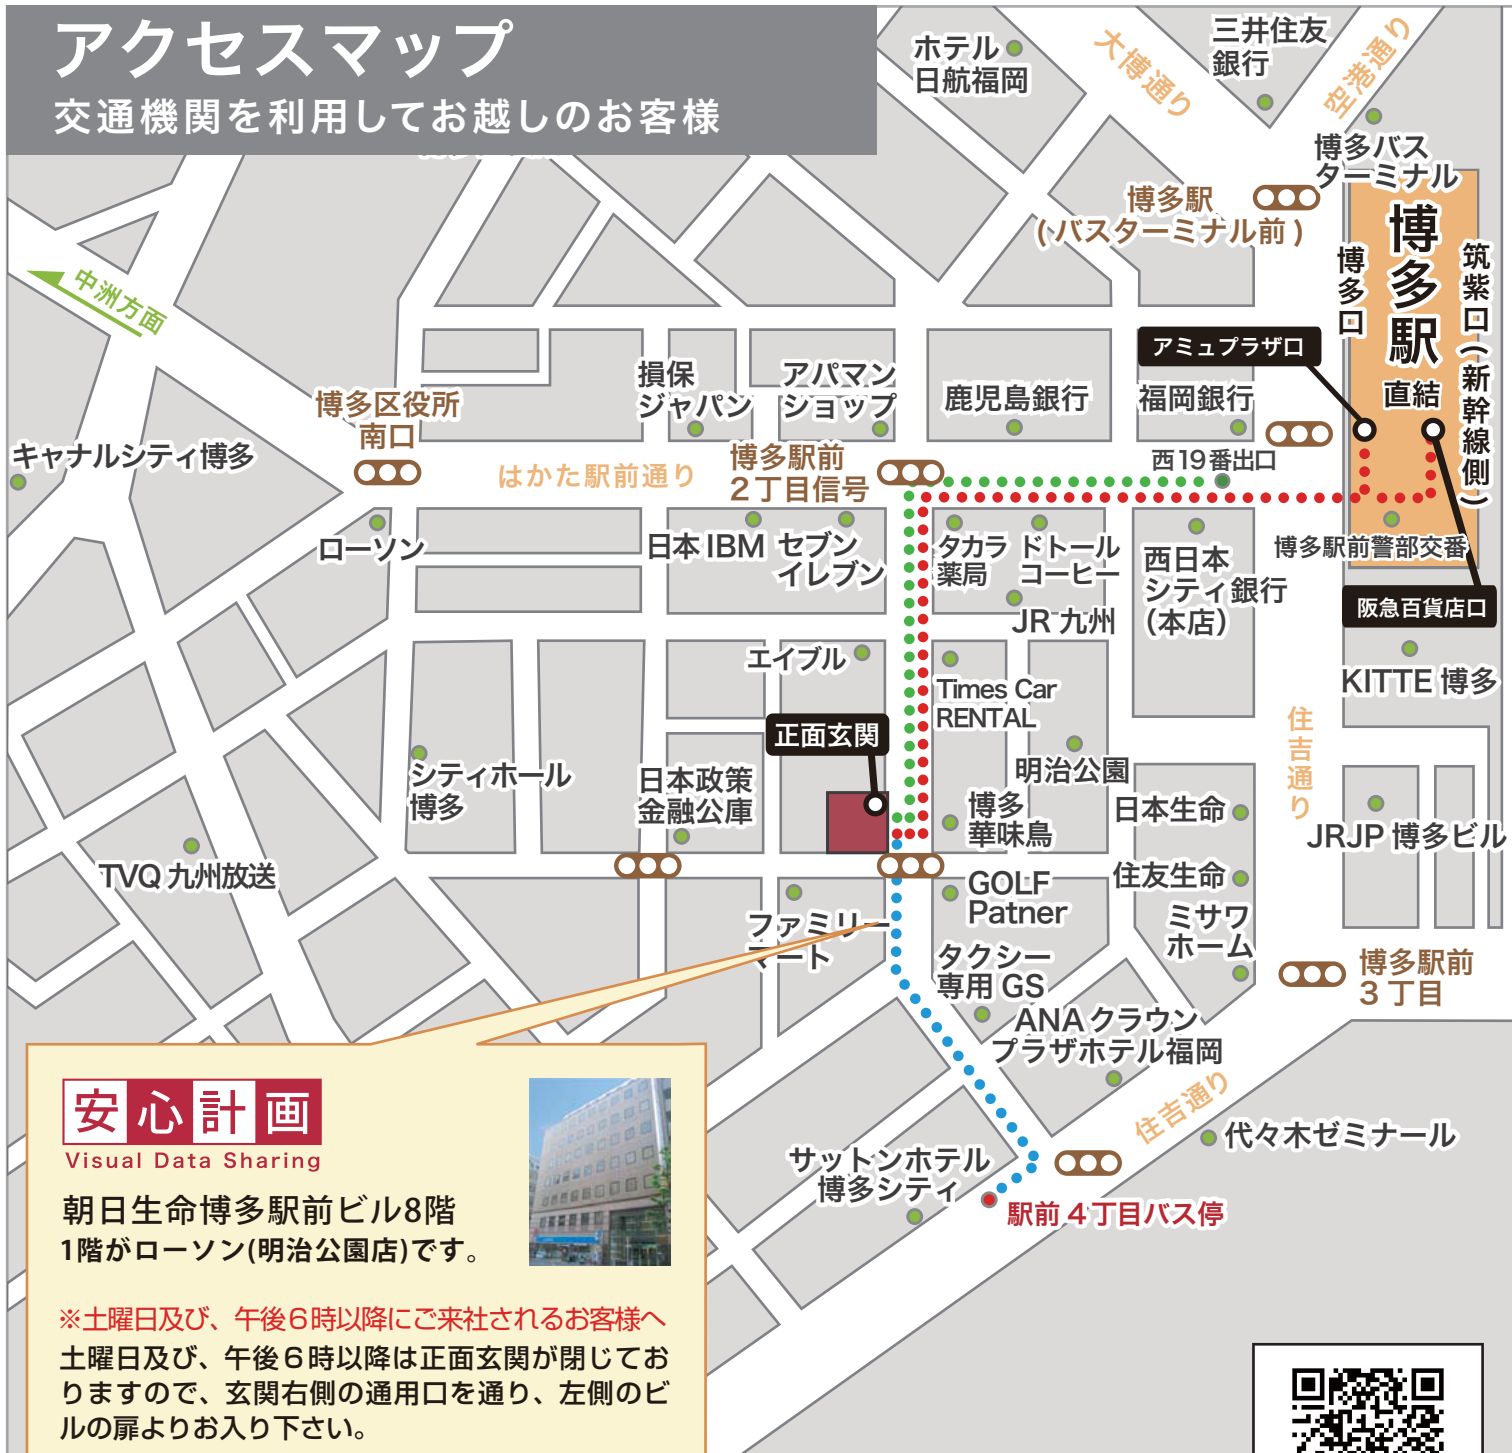 アクセスマップ
交通機関を利用してお越しのお客様
ホテル
日航福岡
大博通り
三井住友
銀行
空港通り
博多バス
ターミナル
博多駅
(バスターミナル前)
博多駅
直結
博多口
筑紫口(新幹線側)
中洲方面
アミュプラザ口
損保
ジャパン
アパマン
ショップ
鹿児島銀行
福岡銀行
博多区役所
南口
キャナルシティ博多
はかた駅前通り
博多駅前
2丁目信号
西19番出口
ローソン
日本IBM
セブン
イレブン
タカラ
薬局
ドトール
コーヒー
JR九州
西日本
シティ銀行
(本店)
博多駅前警部交番
阪急百貨店口
KITTE博多
エイブル
Times Car
RENTAL
正面玄関
明治公園
住吉通り
シティホール
博多
日本政策
金融公庫
博多
華味鳥
日本生命
JRJP博多ビル
TVQ九州放送
GOLF
Patner
住友生命
ファミリー
マート
ミサワ
ホーム
タクシー
専用GS
博多駅前
3丁目
ANAクラウン
プラザホテル福岡
住吉通り
代々木ゼミナール
サットンホテル
博多シティ
駅前4丁目バス停
安心計画
Visual Data Sharing
朝日生命博多駅前ビル8階
1階がローソン(明治公園店)です。
※土曜日及び、午後6時以降にご来社されるお客様へ
土曜日及び、午後6時以降は正面玄関が閉じてお
りますので、玄関右側の通用口を通り、左側のビ
ルの扉よりお入り下さい。